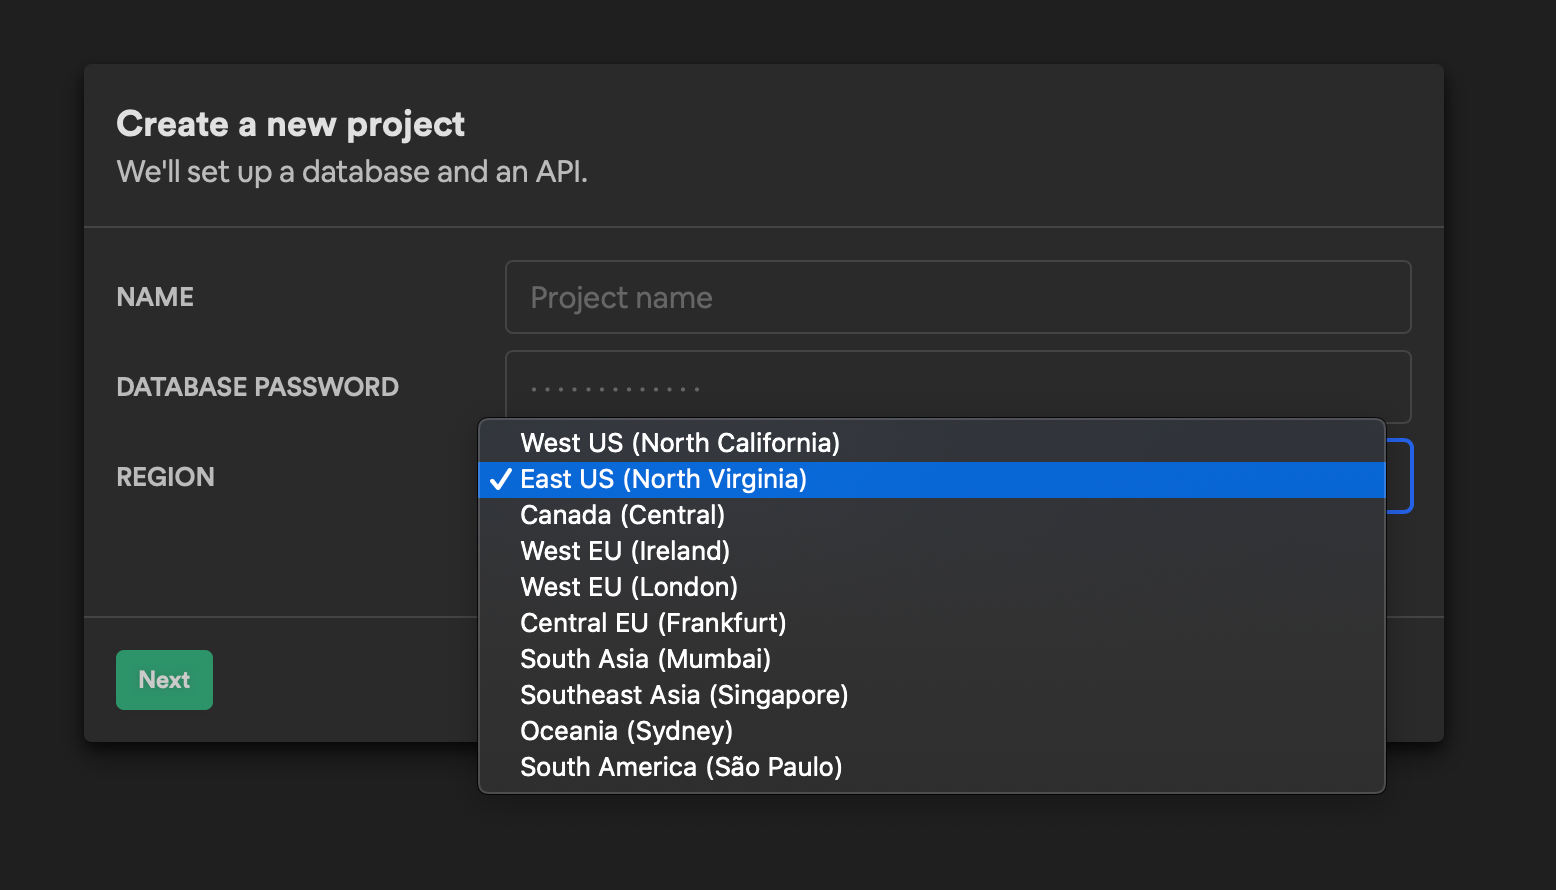 Create a new project
We'll set up a database and an API.
NAME
Project name
DATABASE PASSWORD
·············
REGION
West US (North California)
✓ East US (North Virginia)
Canada (Central)
West EU (Ireland)
West EU (London)
Central EU (Frankfurt)
South Asia (Mumbai)
Southeast Asia (Singapore)
Oceania (Sydney)
South America (São Paulo)
Next